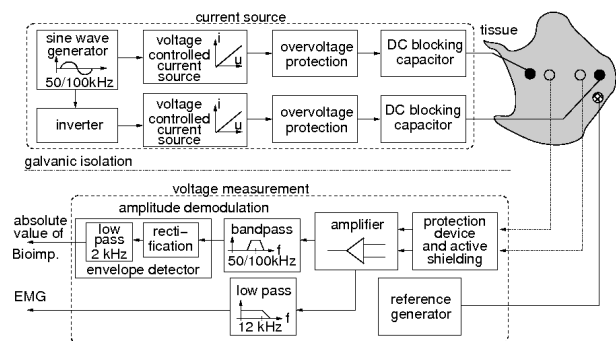 current source
tissue
sine wave
generator
50/100kHz
voltage
controlled
current
source
i
u
overvoltage
protection
DC blocking
capacitor
inverter
voltage
controlled
current
source
i
u
overvoltage
protection
DC blocking
capacitor
galvanic isolation
voltage measurement
amplitude demodulation
absolute
value of
Bioimp.
low
pass
2 kHz
recti-
fication
envelope detector
bandpass
f
50/100kHz
amplifier
protection
device
and active
shielding
EMG
low pass
f
12 kHz
reference
generator